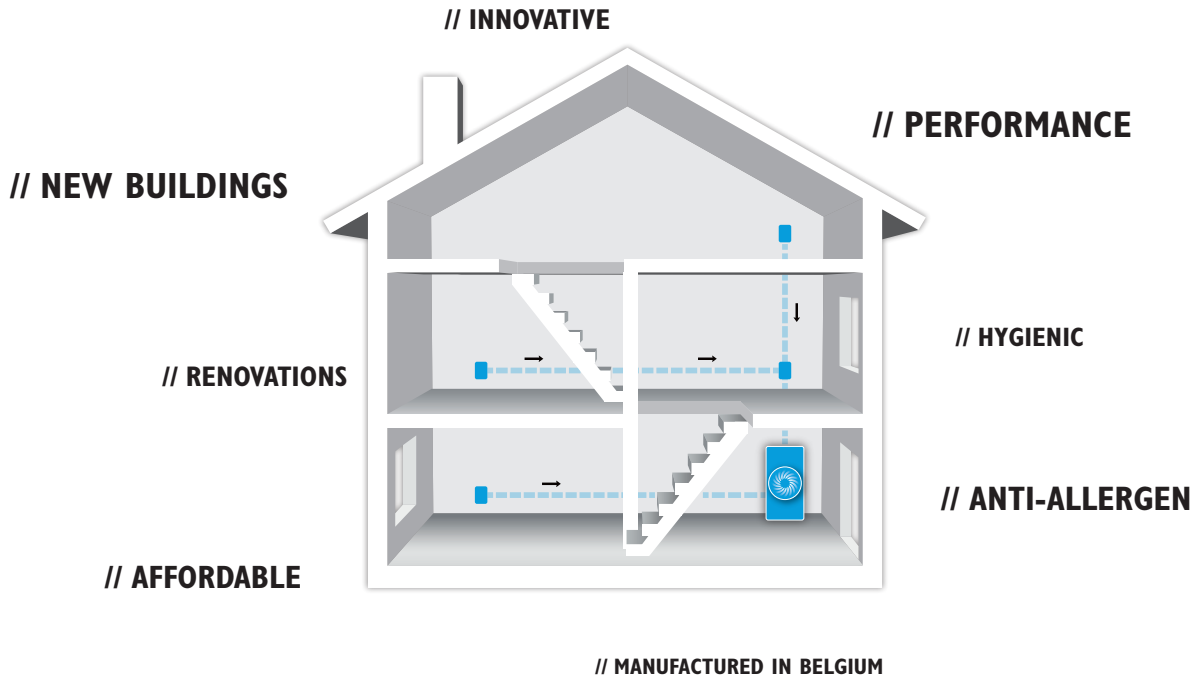 // INNOVATIVE
// PERFORMANCE
// NEW BUILDINGS
// HYGIENIC
// RENOVATIONS
// ANTI-ALLERGEN
// AFFORDABLE
// MANUFACTURED IN BELGIUM